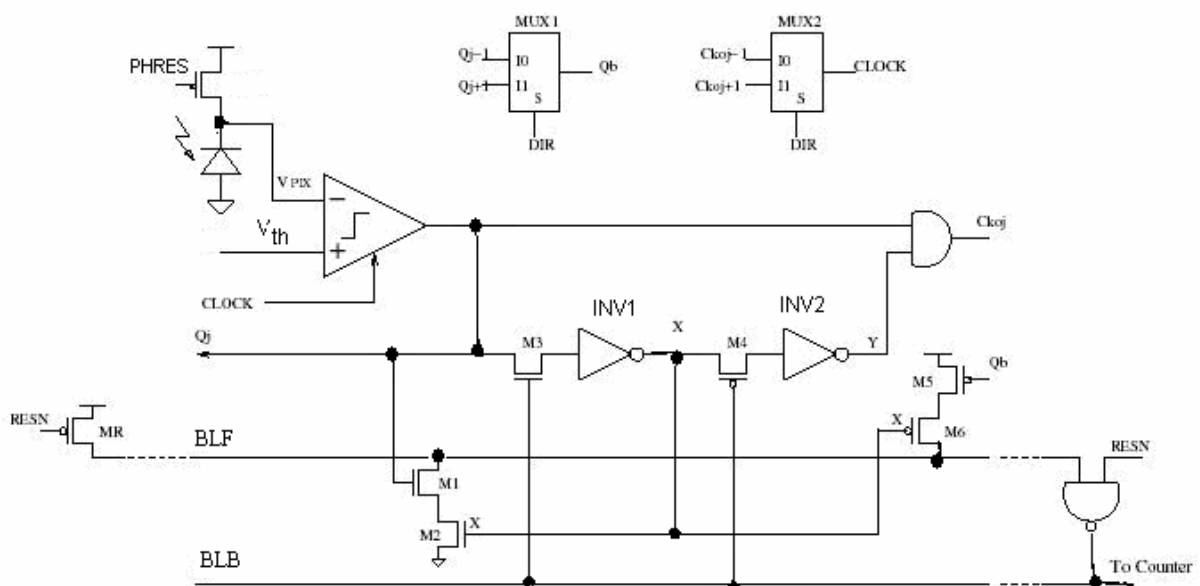 MUX1
MUX2
Qj-1
I0
Qb
Qj+1
I1
S
DIR
Ckoj-1
I0
CLOCK
Ckoj+1
I1
S
DIR
PHRES
V PIX
−
Vth
+
Ckoj
CLOCK
INV1
INV2
Qj
M3
X
M4
Y
Qb
M5
RESN
MR
BLF
X
M6
RESN
M1
M2
X
BLB
To Counter